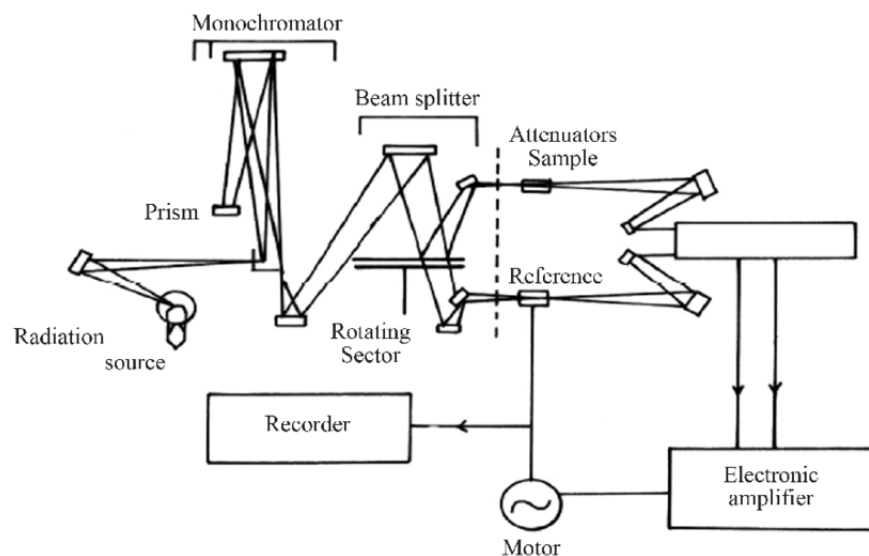 Monochromator
Beam splitter
Attenuators
Sample
Prism
Radiation
source
Rotating
Sector
Reference
Recorder
Electronic
amplifier
Motor